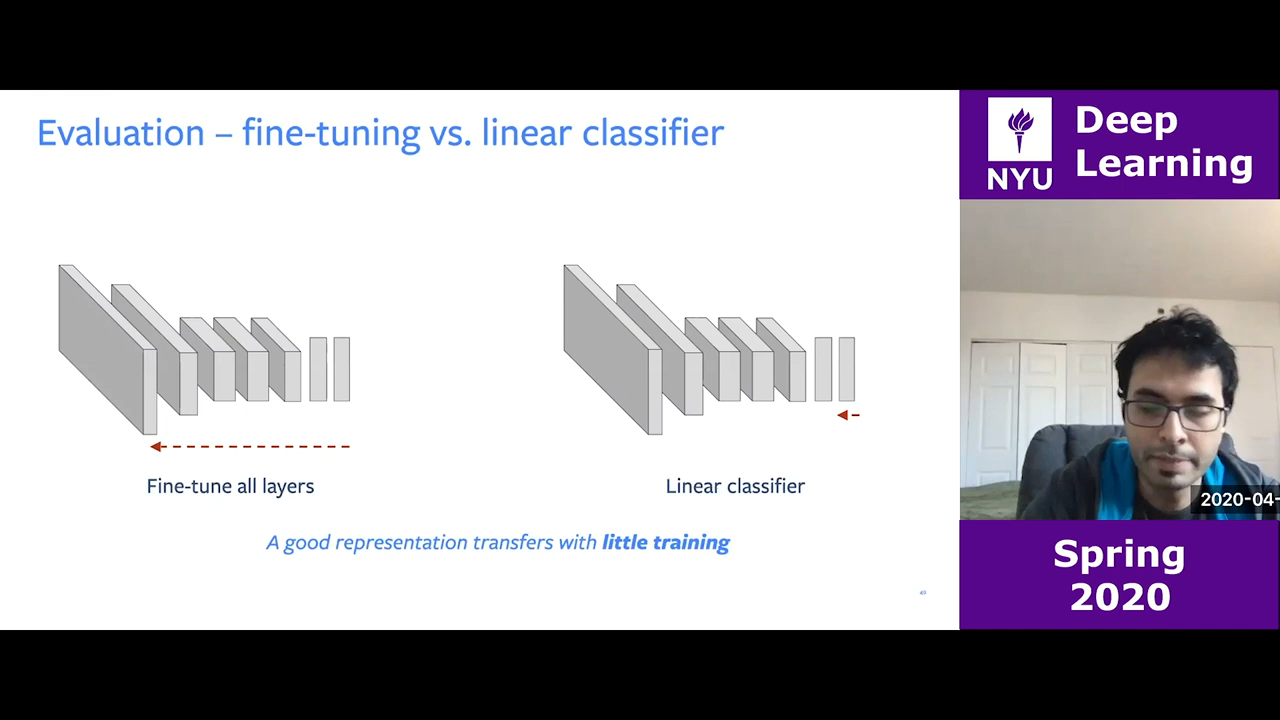 Evaluation – fine-tuning vs. linear classifier
Fine-tune all layers
Linear classifier
A good representation transfers with little training
49
NYU
Deep
Learning
2020-04-
Spring
2020